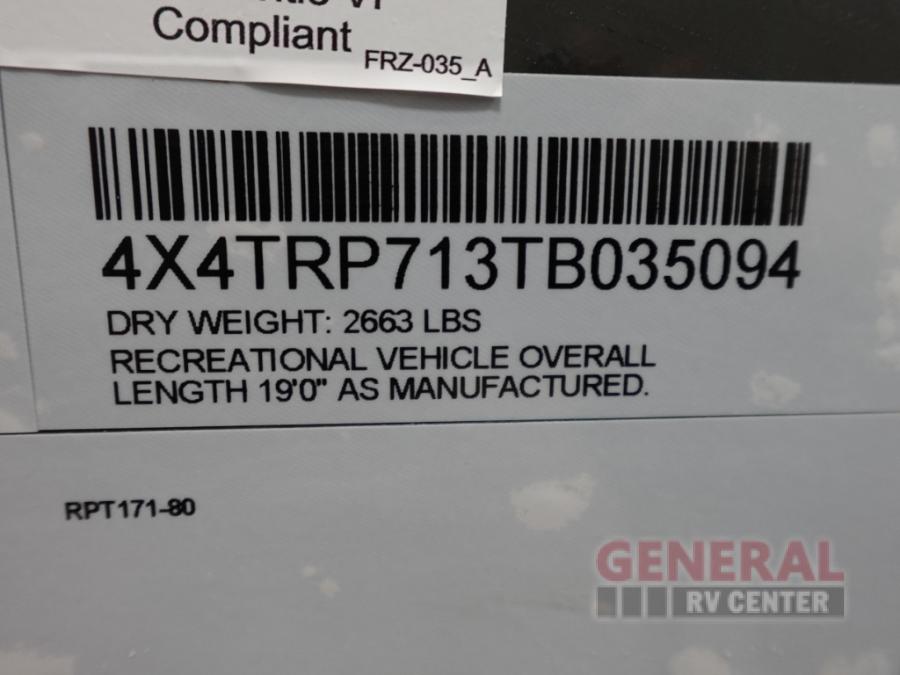 Compliant
FRZ-035_A
4X4TRP713TB035094
DRY WEIGHT: 2663 LBS
RECREATIONAL VEHICLE OVERALL
LENGTH 19'0" AS MANUFACTURED.
RPT171-80
GENERAL
RV CENTER